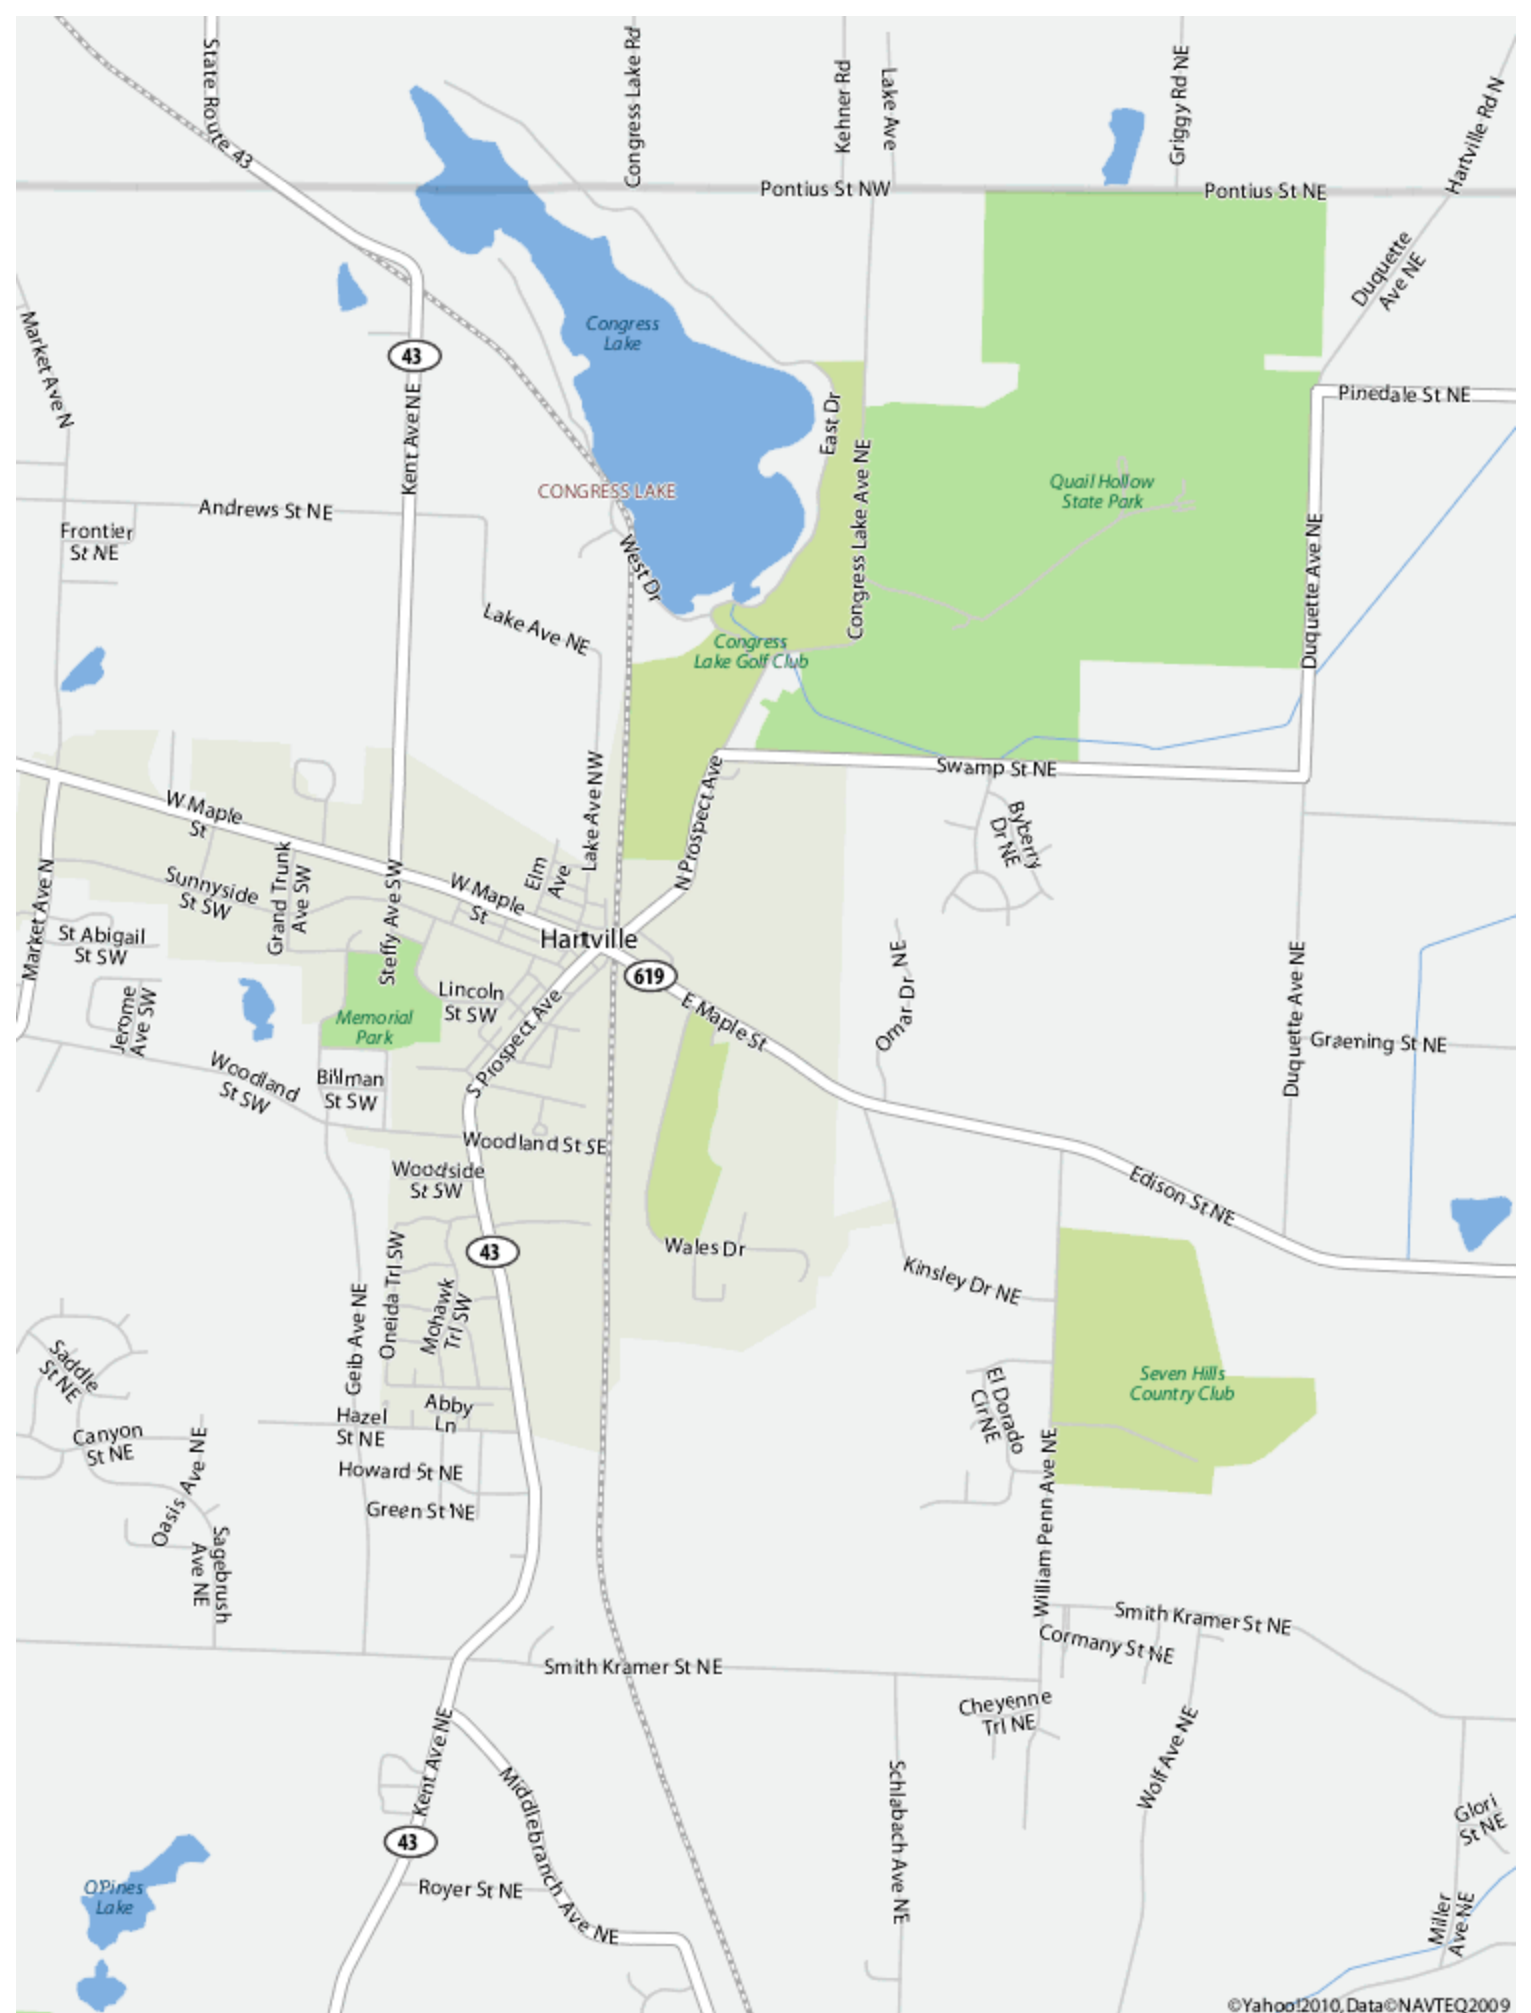 State Route 43
Congress Lake Rd
Kehner Rd
Lake Ave
Griggy Rd NE
Hartville Rd N
Pontius St NW
Pontius St NE
Duquette
Ave NE
Market Ave N
Congress
Lake
43
Kent Ave NE
East Dr
Pinedale St NE
CONGRESS LAKE
Congress Lake Ave NE
Quail Hollow
State Park
Andrews St NE
Frontier
St NE
West Dr
Duquette Ave NE
Lake Ave NE
Congress
Lake Golf Club
Swamp St NE
N Prospect Ave
Lake Ave NW
W Maple
St
Byberry
Dr NE
Elm
Ave
Grand Trunk
Ave SW
Sunnyside
St SW
Steffy Ave SW
W Maple
St
Market Ave N
St Abigail
St SW
Hartville
619
Omar Dr NE
Duquette Ave NE
Jerome
Ave SW
Lincoln
St SW
Memorial
Park
E Maple St
S Prospect Ave
Graening St NE
Woodland
St SW
Billman
St SW
Woodland St SE
Woodside
St SW
Edison St NE
43
Wales Dr
Kinsley Dr NE
Geib Ave NE
Oneida Trl SW
Mohawk
Trl SW
Saddle
St NE
Seven Hills
Country Club
El Dorado
Cir NE
Abby
Ln
Hazel
St NE
Canyon
St NE
Howard St NE
Green St NE
Oasis Ave NE
Sagebrush
Ave NE
William Penn Ave NE
Smith Kramer St NE
Cormany St NE
Smith Kramer St NE
Cheyenne
Trl NE
Kent Ave NE
Wolf Ave NE
Middlebranch Ave NE
Schlabach Ave NE
Glori
St NE
43
O'Pines
Lake
Royer St NE
Miller
Ave NE
©Yahoo!2010,Data©NAVTEQ2009